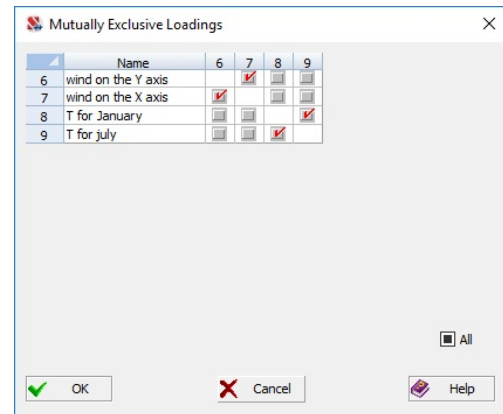 Mutually Exclusive Loadings
Name 6 7 8 9
6 wind on the Y axis
7 wind on the X axis
8 T for January
9 T for july
All
OK Cancel Help